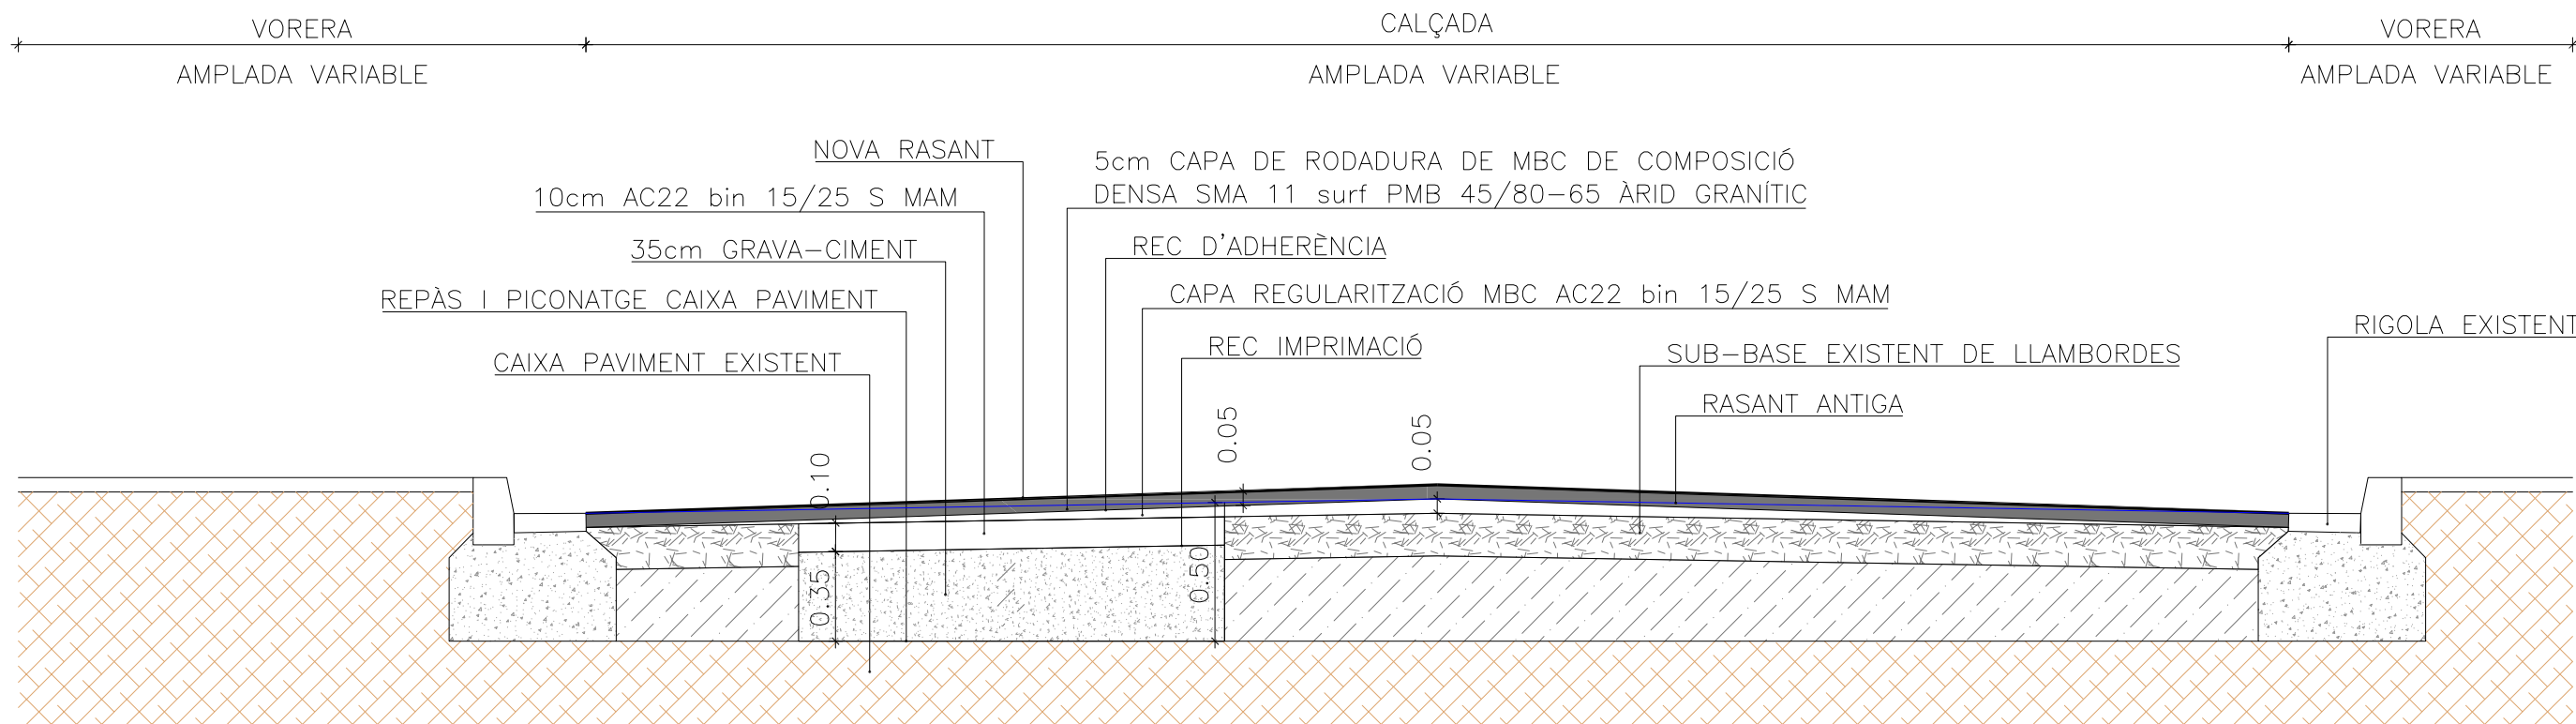 VORERA
CALÇADA
VORERA
AMPLADA VARIABLE
AMPLADA VARIABLE
AMPLADA VARIABLE
NOVA RASANT
5cm CAPA DE RODADURA DE MBC DE COMPOSICIÓ
DENSA SMA 11 surf PMB 45/80-65 ÀRID GRANÍTIC
10cm AC22 bin 15/25 S MAM
35cm GRAVA-CIMENT
REC D'ADHERÈNCIA
REPÀS I PICONATGE CAIXA PAVIMENT
CAPA REGULARITZACIÓ MBC AC22 bin 15/25 S MAM
RIGOLA EXISTENT
REC IMPRIMACIÓ
SUB-BASE EXISTENT DE LLAMBORDES
CAIXA PAVIMENT EXISTENT
RASANT ANTIGA
0.05
0.05
0.10
0.50
0.35